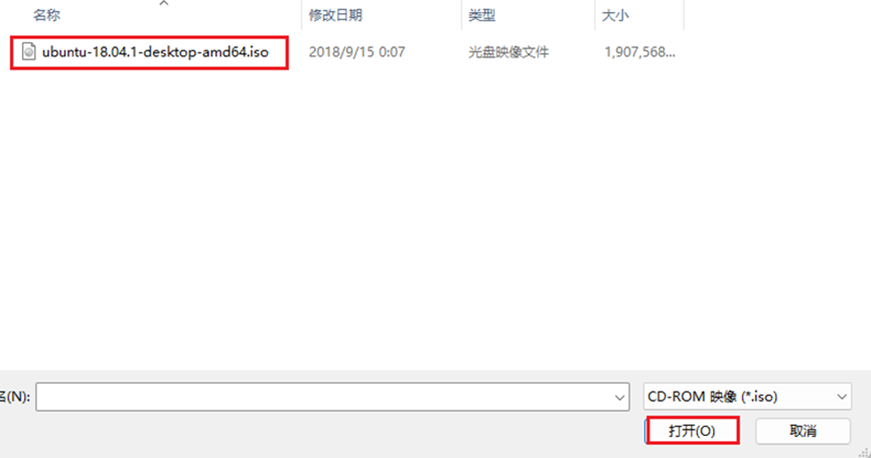 名称 修改日期 类型 大小
ubuntu-18.04.1-desktop-amd64.iso 2018/9/15 0:07 光盘映像文件 1,907,568...
名(N): CD-ROM 映像 (*.iso)
打开(O) 取消